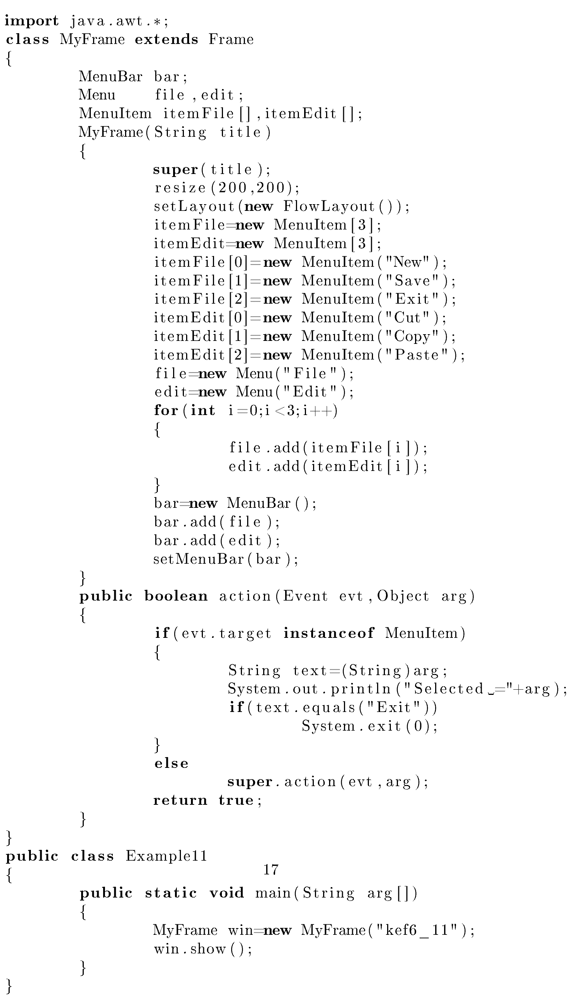 import java.awt.*;
class MyFrame extends Frame
{
MenuBar bar;
Menu file,edit;
MenuItem itemFile[],itemEdit[];
MyFrame(String title)
{
super(title);
resize(200,200);
setLayout(new FlowLayout());
itemFile=new MenuItem[3];
itemEdit=new MenuItem[3];
itemFile[0]=new MenuItem("New");
itemFile[1]=new MenuItem("Save");
itemFile[2]=new MenuItem("Exit");
itemEdit[0]=new MenuItem("Cut");
itemEdit[1]=new MenuItem("Copy");
itemEdit[2]=new MenuItem("Paste");
file=new Menu("File");
edit=new Menu("Edit");
for(int i=0;i<3;i++)
{
file.add(itemFile[i]);
edit.add(itemEdit[i]);
}
bar=new MenuBar();
bar.add(file);
bar.add(edit);
setMenuBar(bar);
}
public boolean action(Event evt,Object arg)
{
if(evt.target instanceof MenuItem)
{
String text=(String)arg;
System.out.println("Selected␣="+arg);
if(text.equals("Exit"))
System.exit(0);
}
else
super.action(evt,arg);
return true;
}
}
public class Example11
17
{
public static void main(String arg[])
{
MyFrame win=new MyFrame("kef6_11");
win.show();
}
}